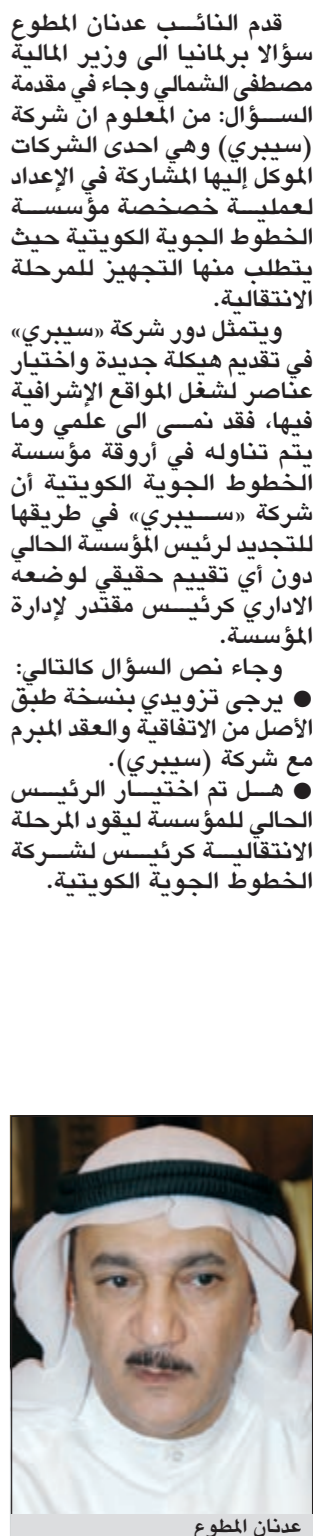 قدم النائب عدنان المطوع
سؤالا برلمانيا الى وزير المالية
مصطفى الشمالي وجاء في مقدمة
السؤال: من المعلوم ان شركة
(سيبري) وهي احدى الشركات
الموكل إليها المشاركة في الإعداد
لعملية خصخصة مؤسسة
الخطوط الجوية الكويتية حيث
يتطلب منها التجهيز للمرحلة
الانتقالية.
ويتمثل دور شركة «سيبري»
في تقديم هيكلة جديدة واختيار
عناصر لشغل المواقع الإشرافية
فيها، فقد نمى الى علمي وما
يتم تناوله في أروقة مؤسسة
الخطوط الجوية الكويتية أن
شركة «سيبري» في طريقها
للتجديد لرئيس المؤسسة الحالي
دون أي تقييم حقيقي لوضعه
الاداري كرئيس مقتدر لإدارة
المؤسسة.
وجاء نص السؤال كالتالي:
● يرجى تزويدي بنسخة طبق
الأصل من الاتفاقية والعقد المبرم
مع شركة (سيبري).
● هل تم اختيار الرئيس
الحالي للمؤسسة ليقود المرحلة
الانتقالية كرئيس لشركة
الخطوط الجوية الكويتية.
عدنان المطوع